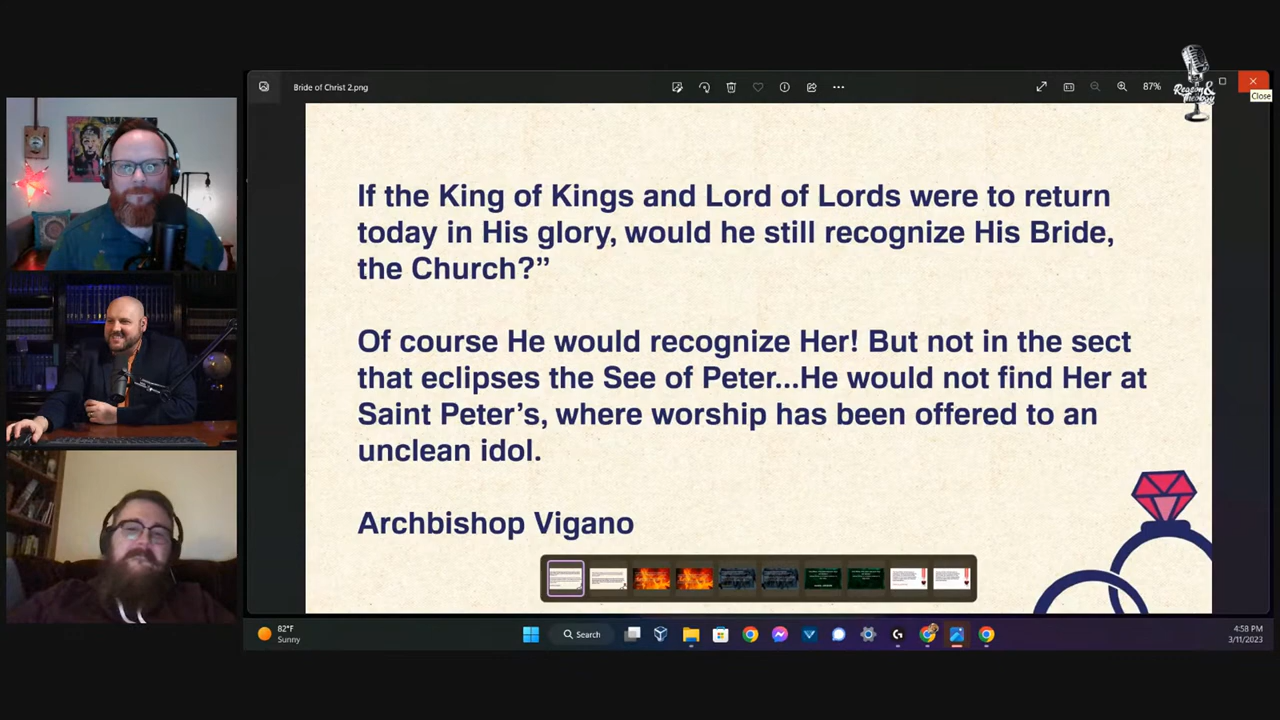 Bride of Christ 2.png
87%
Reason &
Theology
Close
If the King of Kings and Lord of Lords were to return
today in His glory, would he still recognize His Bride,
the Church?”
Of course He would recognize Her! But not in the sect
that eclipses the See of Peter...He would not find Her at
Saint Peter’s, where worship has been offered to an
unclean idol.
Archbishop Vigano
82°F
Sunny
Search
4:58 PM
3/11/2023